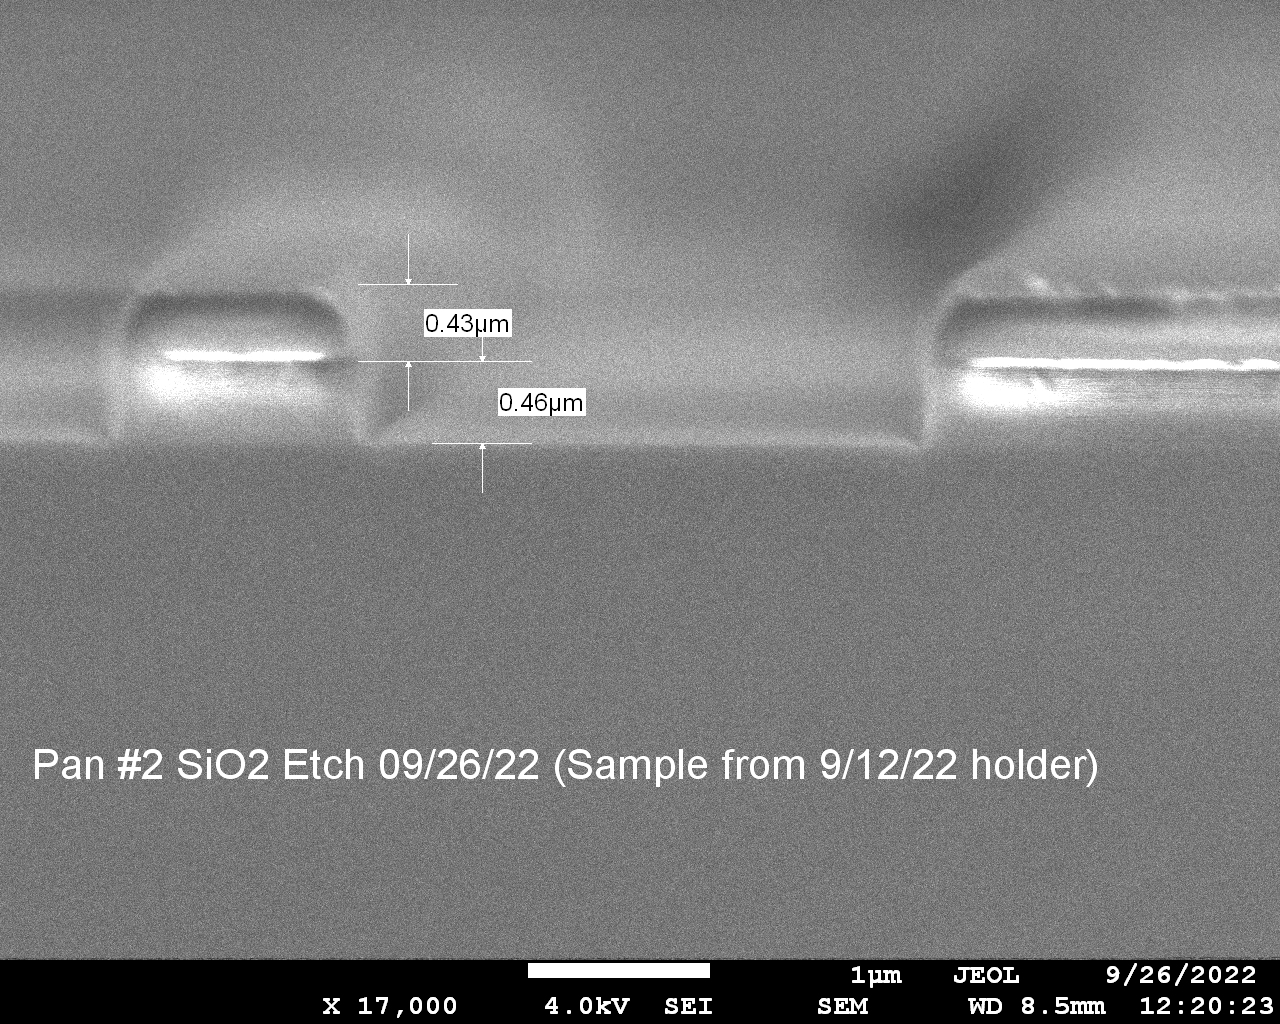 0.43µm
0.46µm
Pan #2 SiO2 Etch 09/26/22 (Sample from 9/12/22 holder)
1µm JEOL 9/26/2022
X 17,000 4.0kV SEI SEM WD 8.5mm 12:20:23